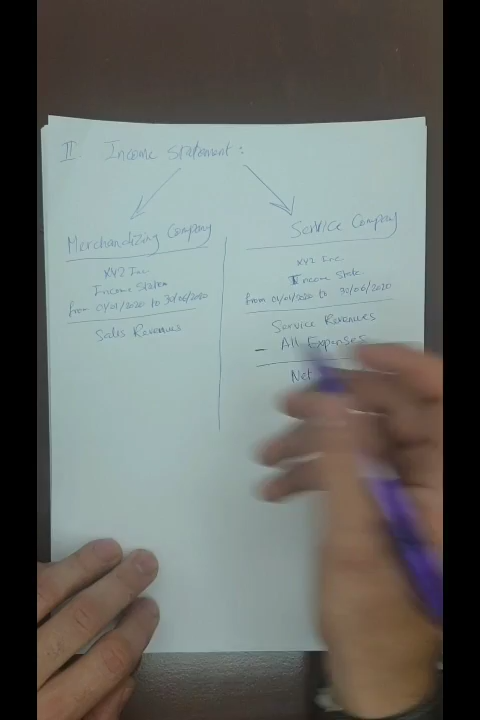 II Income Statement:
Merchandizing Company
XYZ Inc
Income Staten
from 01/01/2020 to 30/06/2020
Sales Revenues
Service Company
XYZ Inc.
Income State.
from 01/01/2020 to 30/06/2020
Service Revenues
- All Expenses
Net